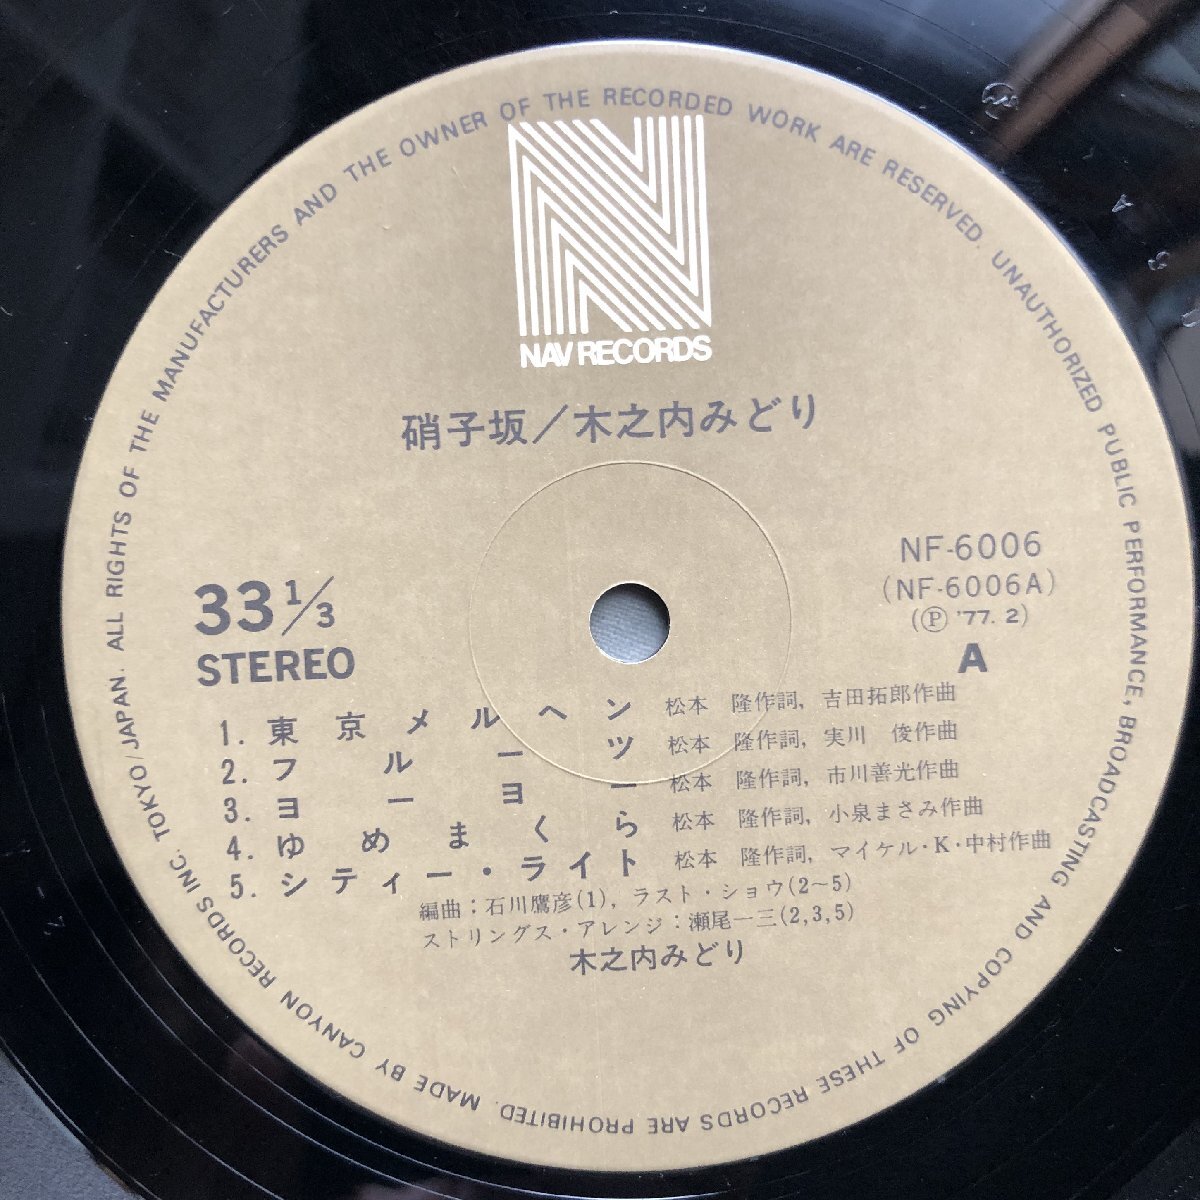 NAV RECORDS
硝子坂／木之内みどり
NF-6006
(NF-6006A)
(Ⓟ '77. 2)
A
33 1/3
STEREO
1. 東京メルヘン 松本 隆作詞, 吉田拓郎作曲
2. フルーツ 松本 隆作詞, 実川 俊作曲
3. ヨーヨー 松本 隆作詞, 市川善光作曲
4. ゆめまくら 松本 隆作詞, 小泉まさみ作曲
5. シティー・ライト 松本 隆作詞, マイケル・K・中村作曲
編曲；石川鷹彦(1), ラスト・ショウ(2〜5)
ストリングス・アレンジ：瀬尾一三(2,3,5)
木之内みどり
MADE BY CANYON RECORDS INC. TOKYO/JAPAN. ALL RIGHTS OF THE MANUFACTURERS AND THE OWNER OF THE RECORDED WORK ARE RESERVED. UNAUTHORIZED PUBLIC PERFORMANCE, BROADCASTING AND COPYING OF THESE RECORDS ARE PROHIBITED.